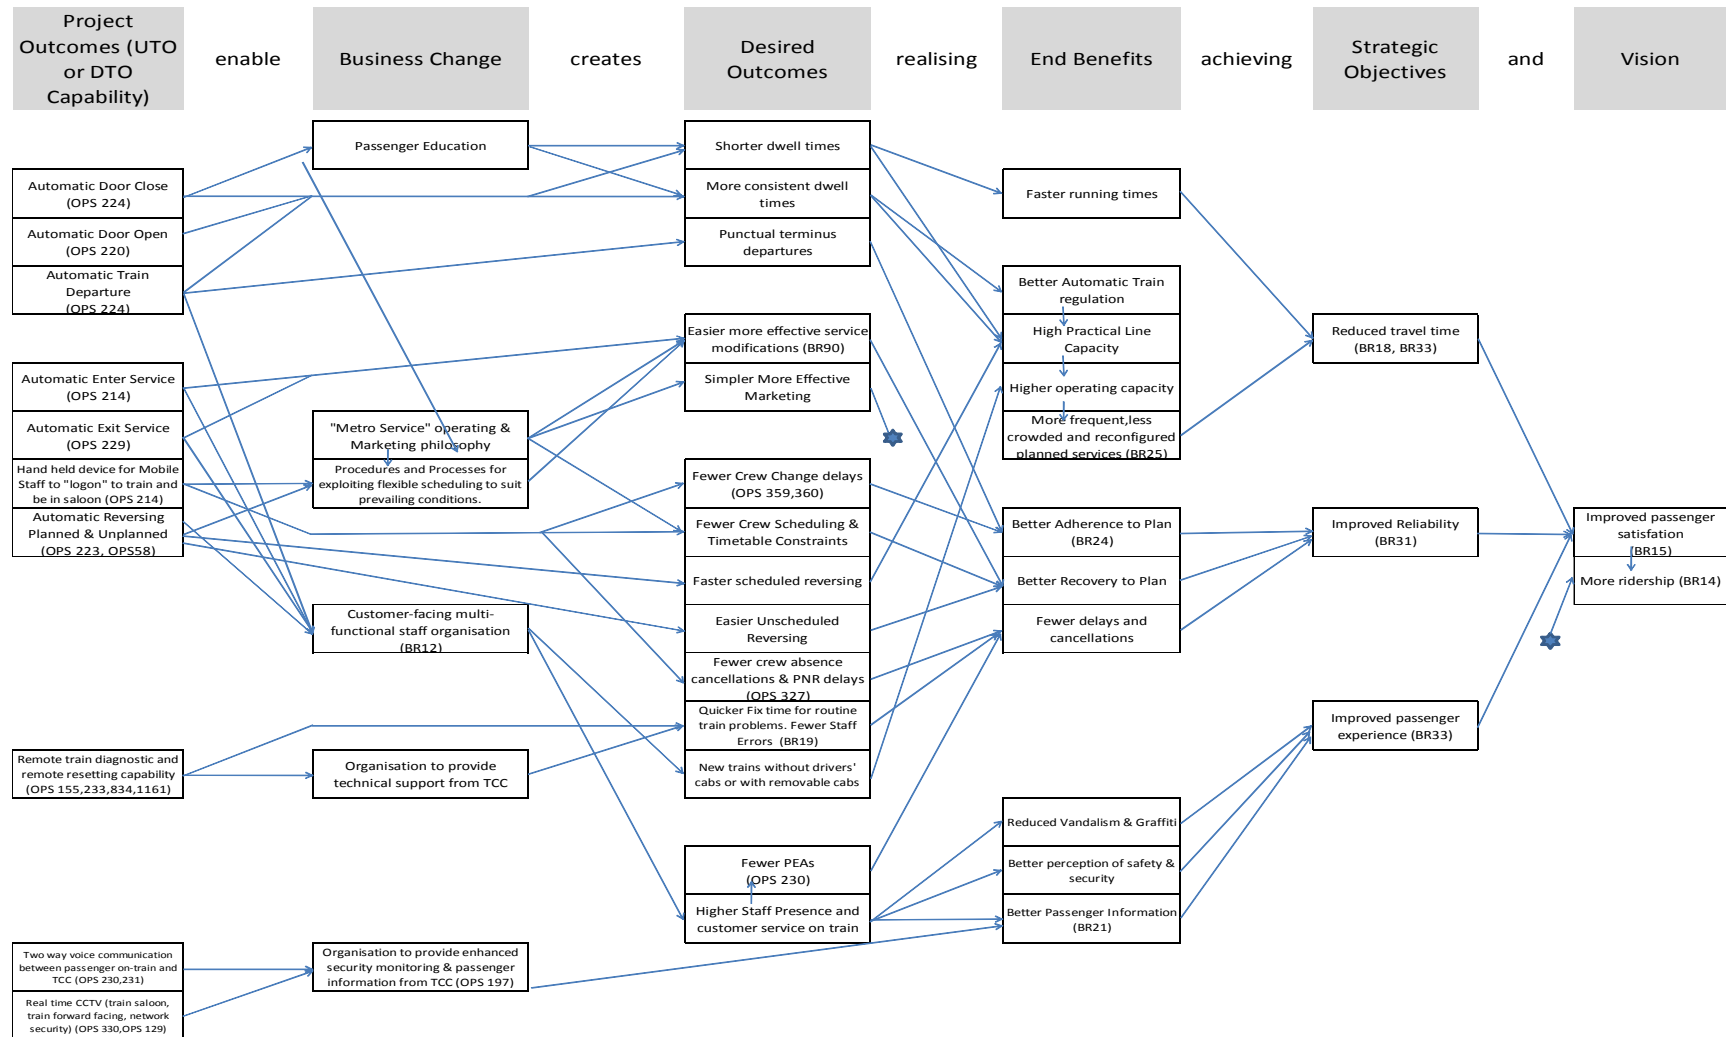 Project
Outcomes (UTO
or DTO
Capability)
enable
Business Change
creates
Desired
Outcomes
realising
End Benefits
achieving
Strategic
Objectives
and
Vision
Automatic Door Close
(OPS 224)
Automatic Door Open
(OPS 220)
Automatic Train
Departure
(OPS 224)
Automatic Enter Service
(OPS 214)
Automatic Exit Service
(OPS 229)
Hand held device for Mobile
Staff to "logon" to train and
be in saloon (OPS 214)
Automatic Reversing
Planned & Unplanned
(OPS 223, OPS58)
Remote train diagnostic and
remote resetting capability
(OPS 155,233,834,1161)
Two way voice communication
between passenger on-train and
TCC (OPS 230,231)
Real time CCTV (train saloon,
train forward facing, network
security) (OPS 330,OPS 129)
Passenger Education
"Metro Service" operating &
Marketing philosophy
Procedures and Processes for
exploiting flexible scheduling to suit
prevailing conditions.
Customer-facing multi-
functional staff organisation
(BR12)
Organisation to provide
technical support from TCC
Organisation to provide enhanced
security monitoring & passenger
information from TCC (OPS 197)
Shorter dwell times
More consistent dwell
times
Punctual terminus
departures
Easier more effective service
modifications (BR90)
Simpler More Effective
Marketing
Fewer Crew Change delays
(OPS 359,360)
Fewer Crew Scheduling &
Timetable Constraints
Faster scheduled reversing
Easier Unscheduled
Reversing
Fewer crew absence
cancellations & PNR delays
(OPS 327)
Quicker Fix time for routine
train problems. Fewer Staff
Errors (BR19)
New trains without drivers'
cabs or with removable cabs
Fewer PEAs
(OPS 230)
Higher Staff Presence and
customer service on train
Faster running times
Better Automatic Train
regulation
High Practical Line
Capacity
Higher operating capacity
More frequent,less
crowded and reconfigured
planned services (BR25)
Better Adherence to Plan
(BR24)
Better Recovery to Plan
Fewer delays and
cancellations
Reduced Vandalism & Graffiti
Better perception of safety &
security
Better Passenger Information
(BR21)
Reduced travel time
(BR18, BR33)
Improved Reliability
(BR31)
Improved passenger
experience (BR33)
Improved passenger
satisfation
(BR15)
More ridership (BR14)